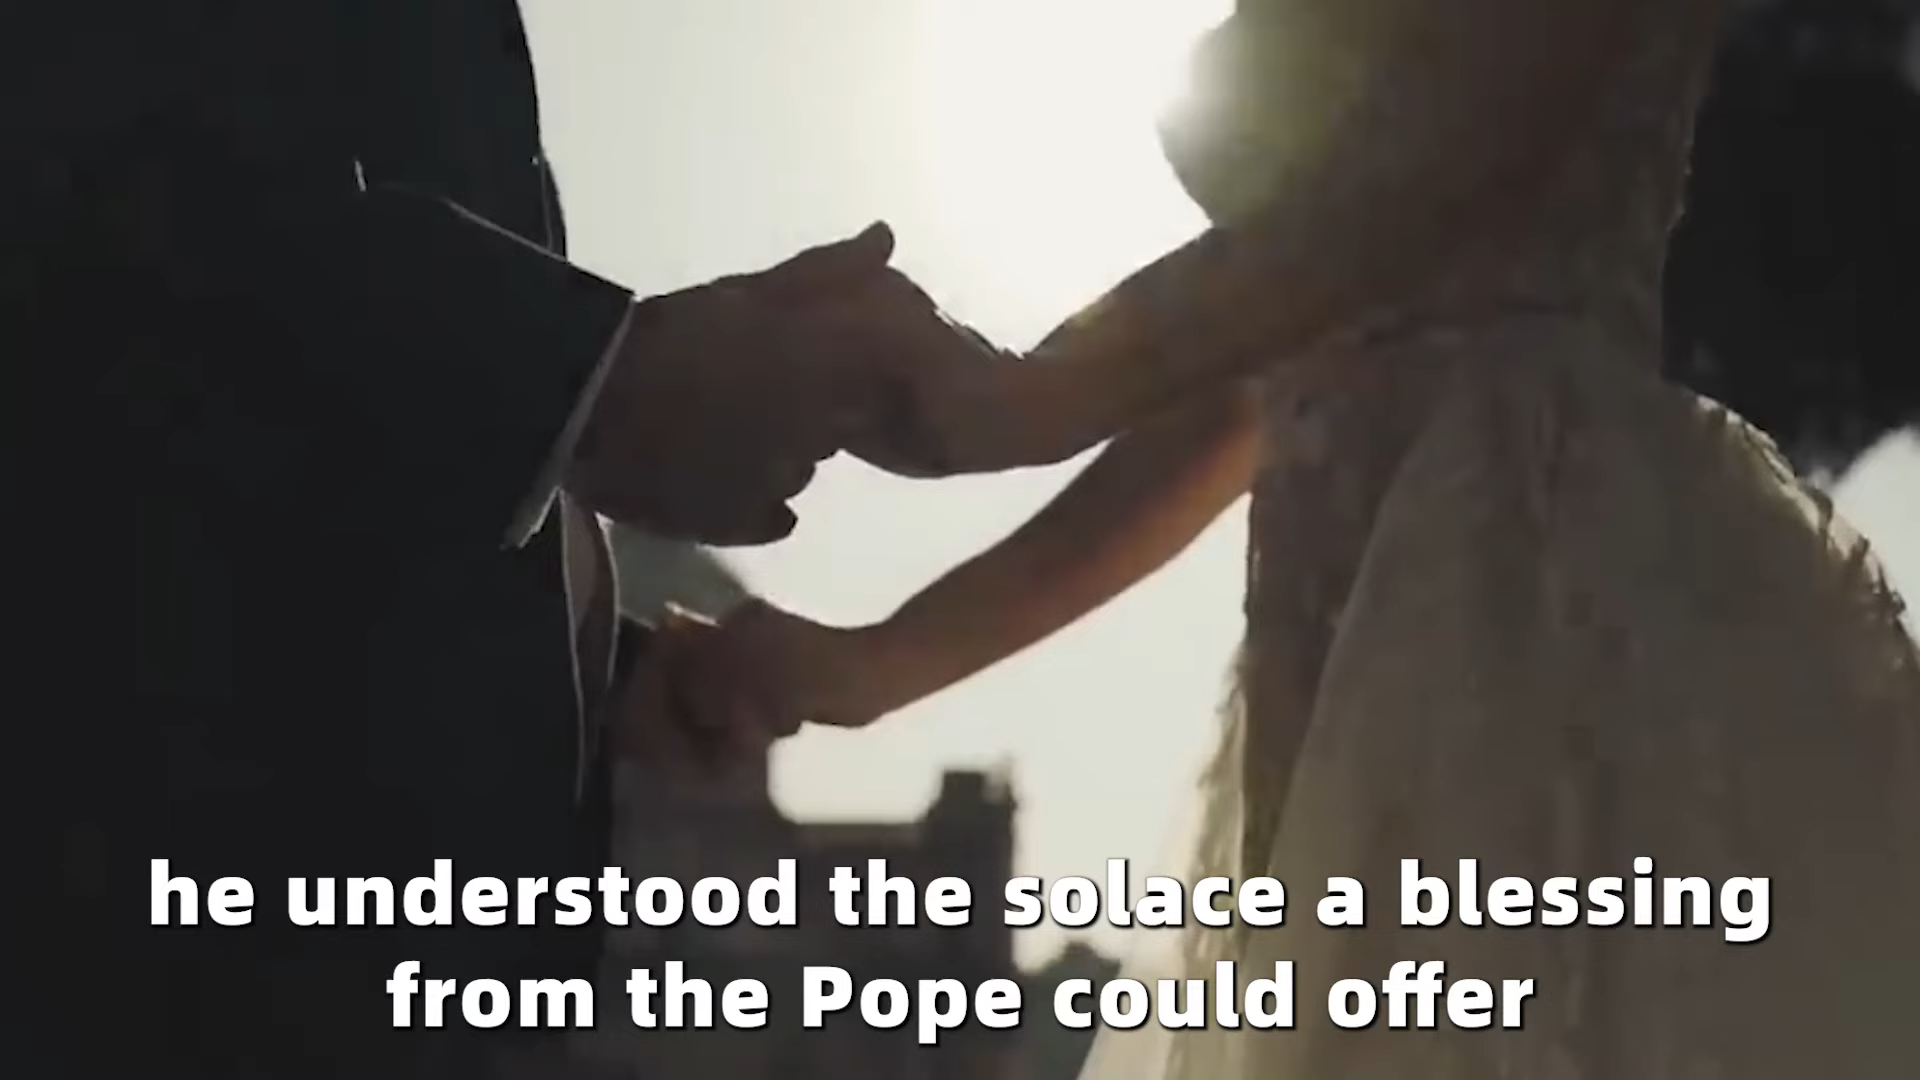 he understood the solace a blessing
from the Pope could offer